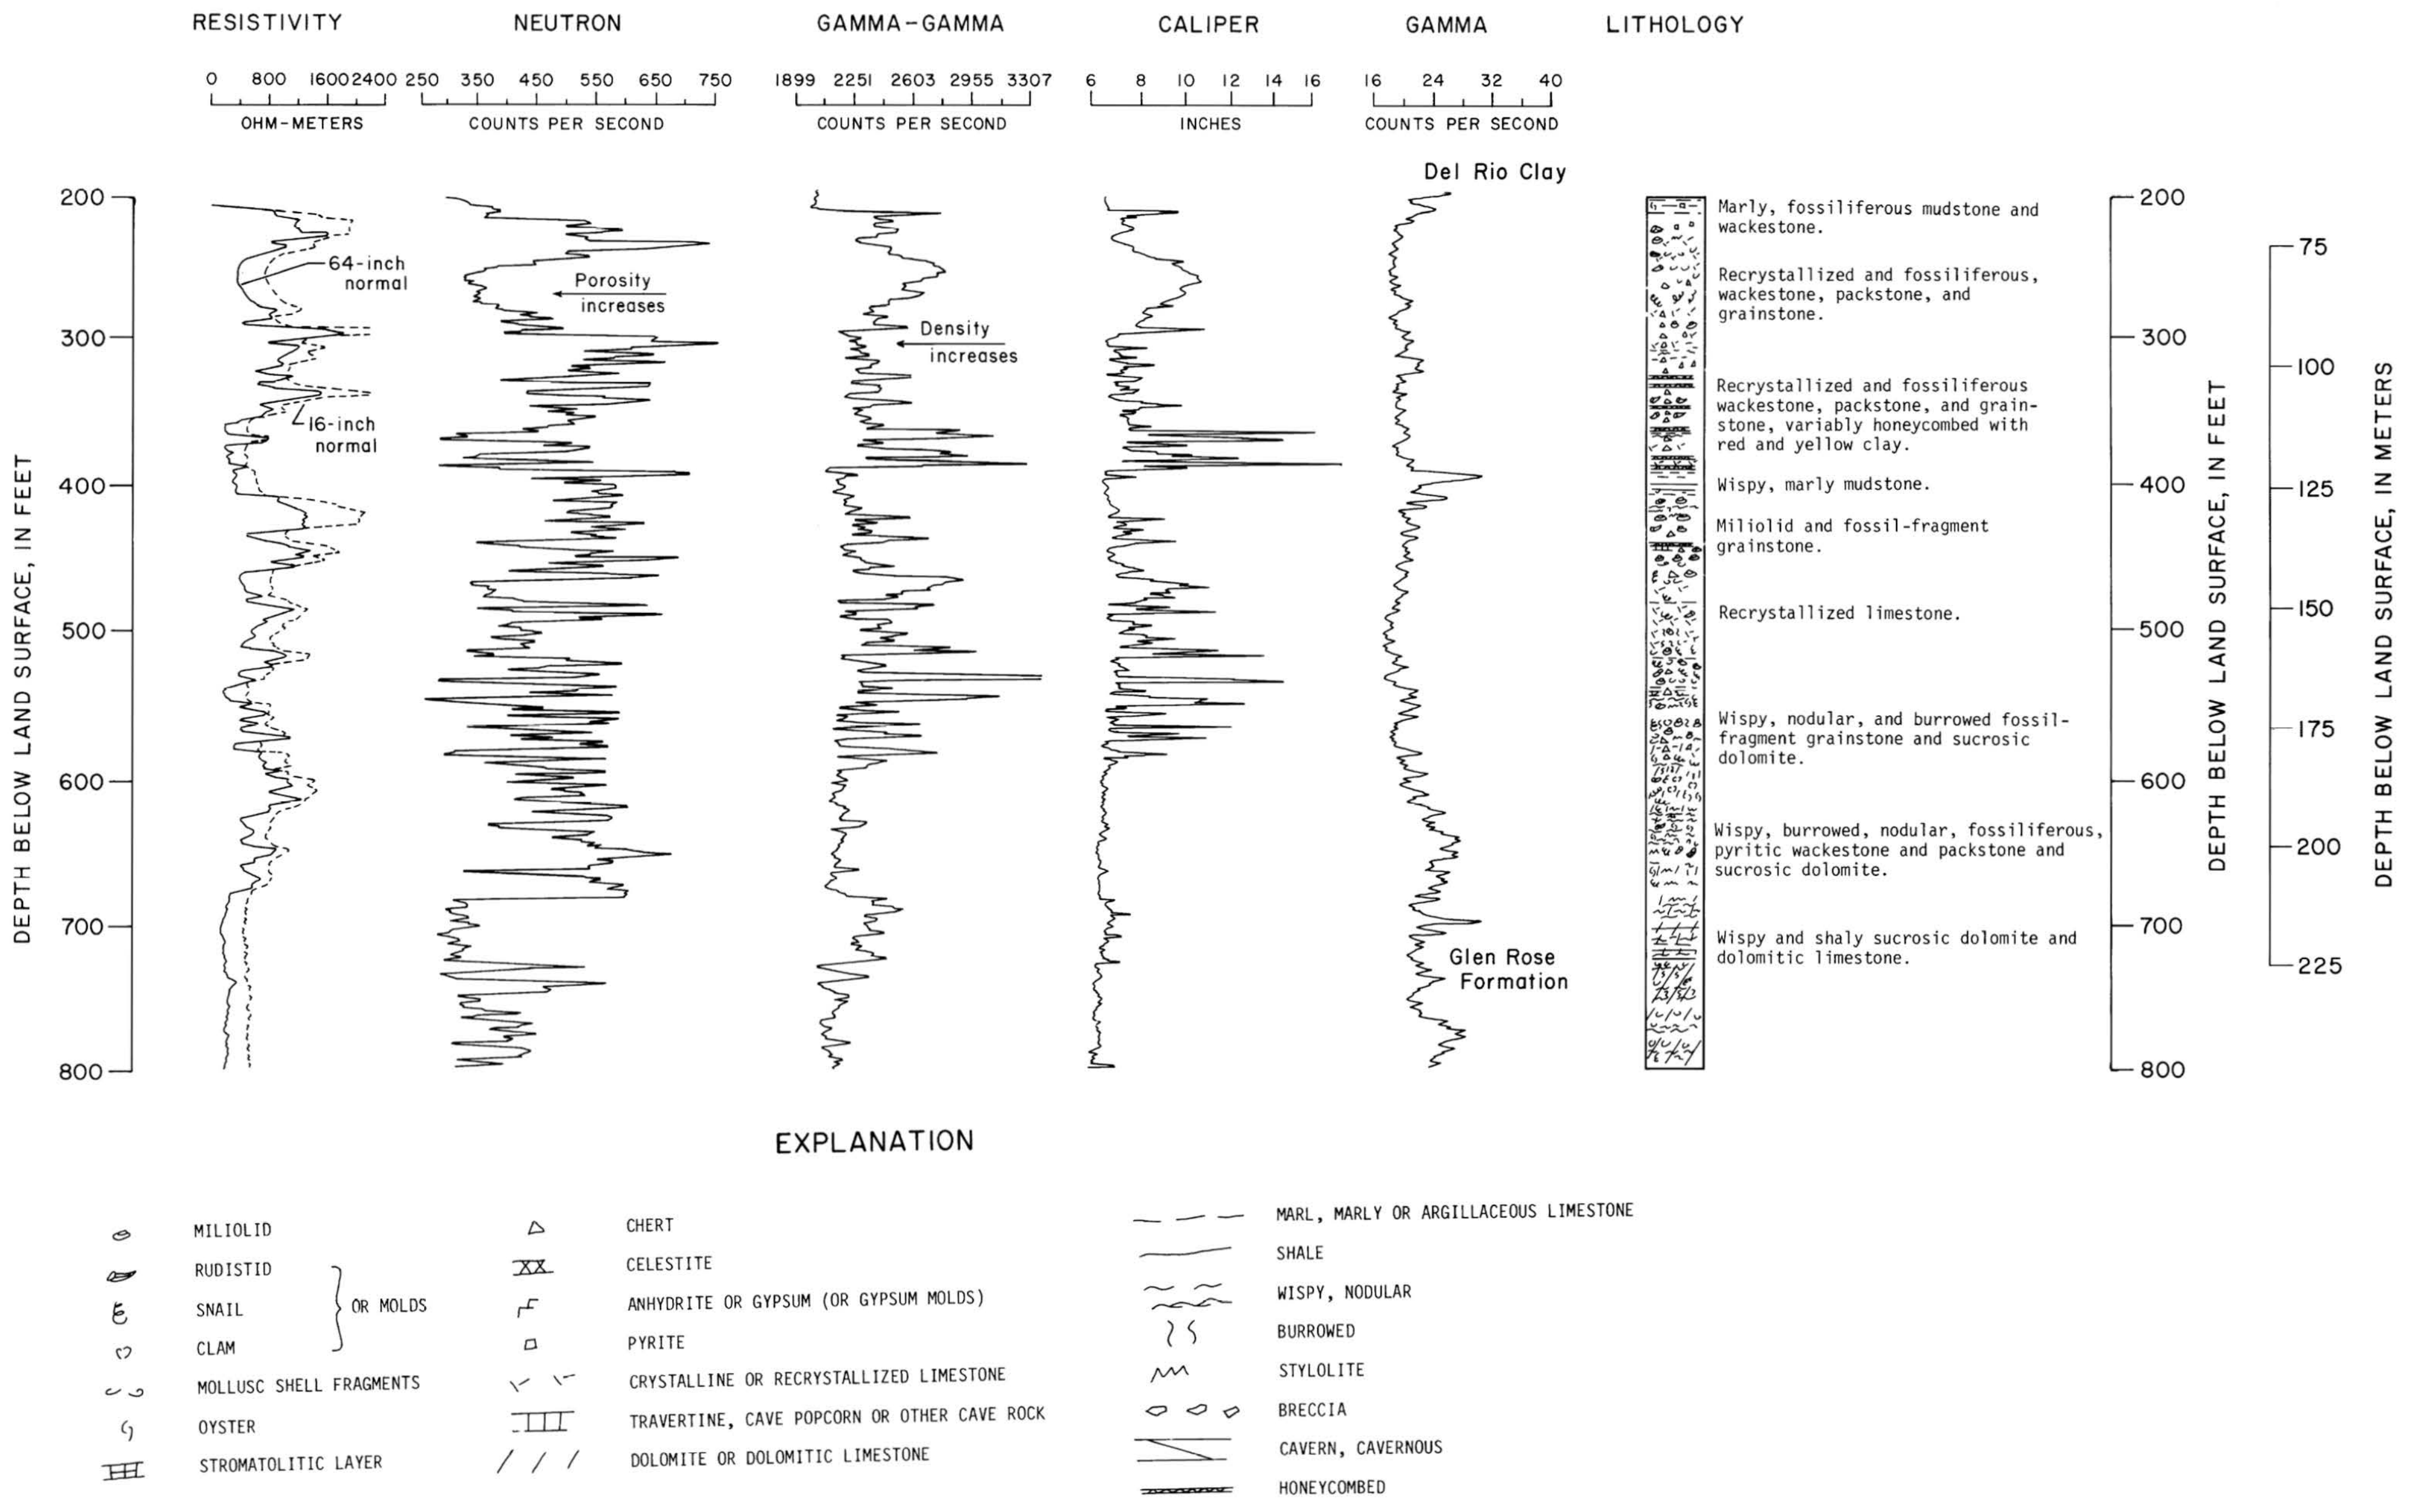 RESISTIVITY NEUTRON GAMMA-GAMMA CALIPER GAMMA LITHOLOGY
0 800 1600 2400 250 350 450 550 650 750 1899 2251 2603 2955 3307 6 8 10 12 14 16 16 24 32 40
OHM-METERS COUNTS PER SECOND COUNTS PER SECOND INCHES COUNTS PER SECOND
Del Rio Clay
DEPTH BELOW LAND SURFACE, IN FEET
200
300
400
500
600
700
800
64-inch
normal
16-inch
normal
Porosity
increases
Density
increases
Glen Rose
Formation
Marly, fossiliferous mudstone and
wackestone.
Recrystallized and fossiliferous,
wackestone, packstone, and
grainstone.
Recrystallized and fossiliferous
wackestone, packstone, and grain-
stone, variably honeycombed with
red and yellow clay.
Wispy, marly mudstone.
Miliolid and fossil-fragment
grainstone.
Recrystallized limestone.
Wispy, nodular, and burrowed fossil-
fragment grainstone and sucrosic
dolomite.
Wispy, burrowed, nodular, fossiliferous,
pyritic wackestone and packstone and
sucrosic dolomite.
Wispy and shaly sucrosic dolomite and
dolomitic limestone.
200
300
400
500
600
700
800
DEPTH BELOW LAND SURFACE, IN FEET
75
100
125
150
175
200
225
DEPTH BELOW LAND SURFACE, IN METERS
EXPLANATION
MILIOLID
RUDISTID
SNAIL
CLAM
OR MOLDS
MOLLUSC SHELL FRAGMENTS
OYSTER
STROMATOLITIC LAYER
CHERT
CELESTITE
ANHYDRITE OR GYPSUM (OR GYPSUM MOLDS)
PYRITE
CRYSTALLINE OR RECRYSTALLIZED LIMESTONE
TRAVERTINE, CAVE POPCORN OR OTHER CAVE ROCK
DOLOMITE OR DOLOMITIC LIMESTONE
MARL, MARLY OR ARGILLACEOUS LIMESTONE
SHALE
WISPY, NODULAR
BURROWED
STYLOLITE
BRECCIA
CAVERN, CAVERNOUS
HONEYCOMBED